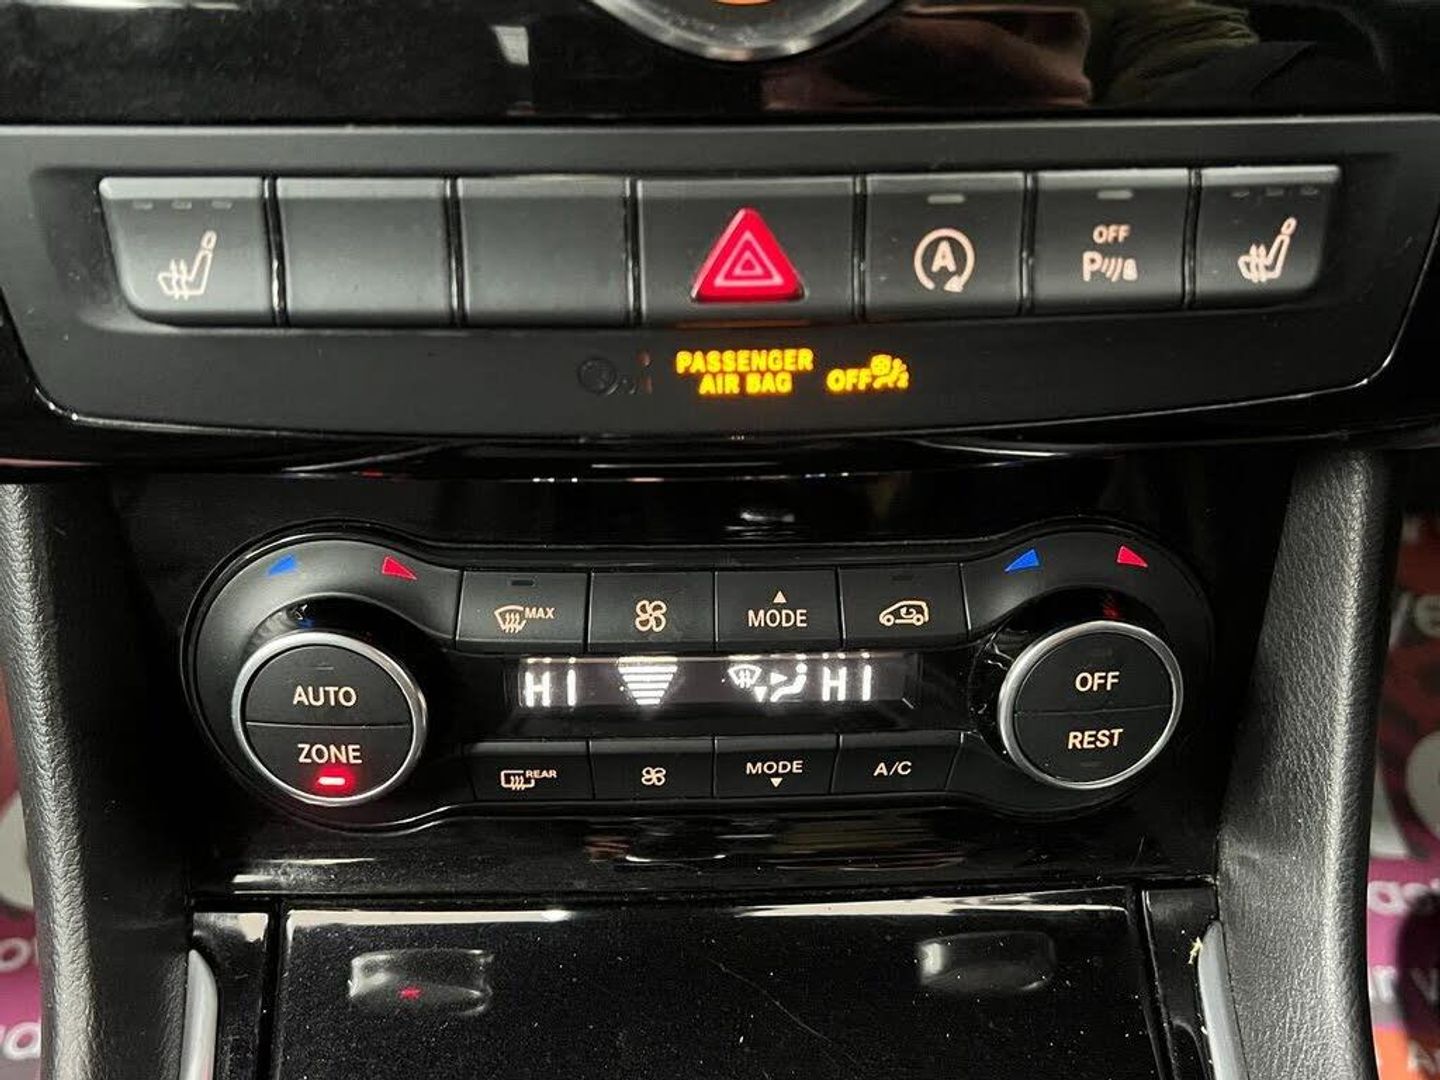 A
OFF
P
PASSENGER
AIR BAG OFF
MAX
MODE
AUTO
ZONE
HI HI
OFF
REST
REAR
MODE
A/C